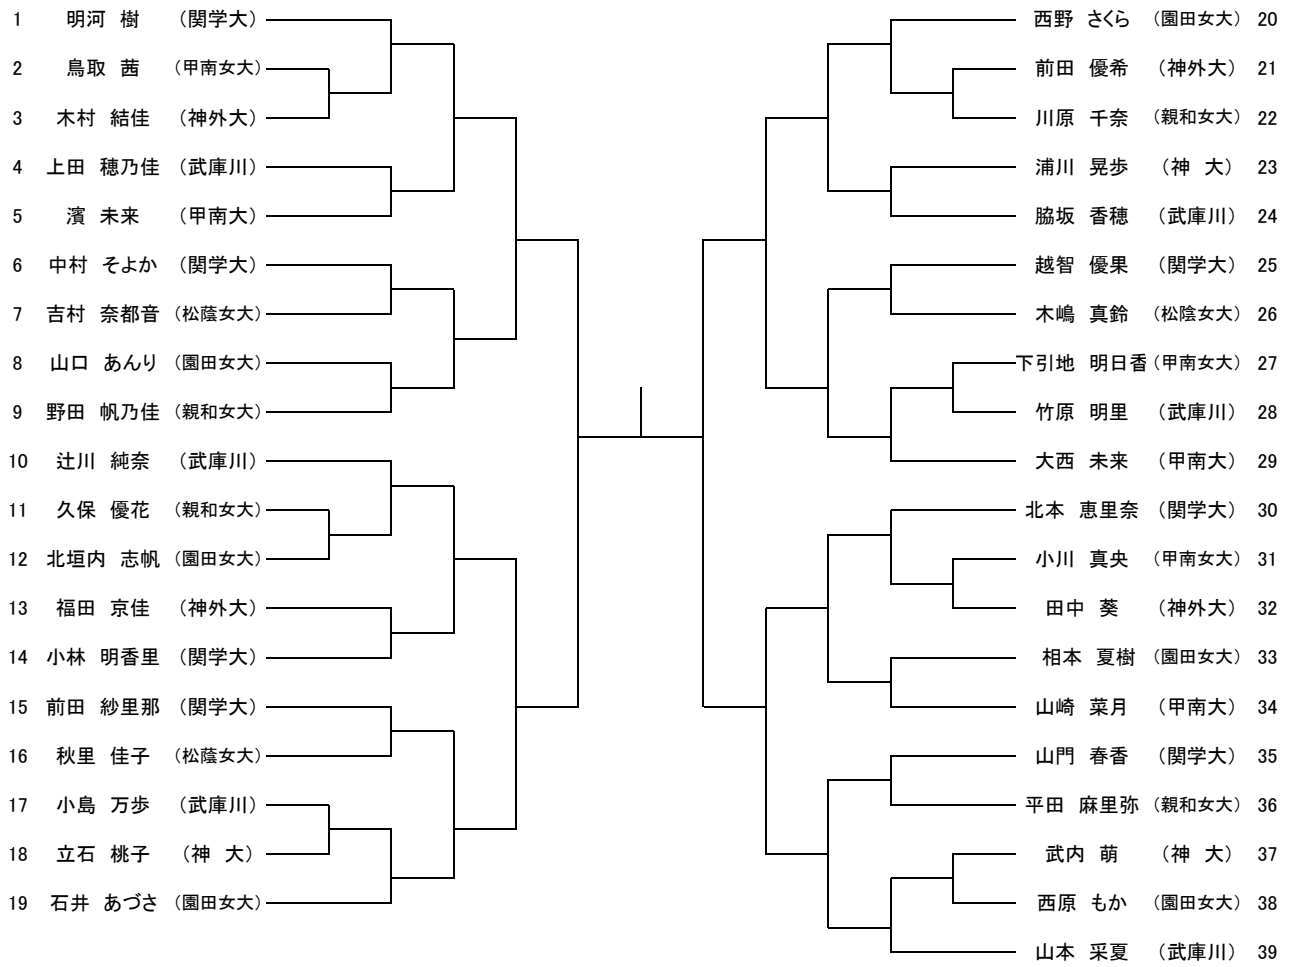 1 明河 樹 （関学大）
2 鳥取 茜 （甲南女大）
3 木村 結佳 （神外大）
4 上田 穂乃佳 （武庫川）
5 濱 未来 （甲南大）
6 中村 そよか （関学大）
7 吉村 奈都音 （松蔭女大）
8 山口 あんり （園田女大）
9 野田 帆乃佳 （親和女大）
10 辻川 純奈 （武庫川）
11 久保 優花 （親和女大）
12 北垣内 志帆 （園田女大）
13 福田 京佳 （神外大）
14 小林 明香里 （関学大）
15 前田 紗里那 （関学大）
16 秋里 佳子 （松蔭女大）
17 小島 万歩 （武庫川）
18 立石 桃子 （神 大）
19 石井 あづさ （園田女大）
西野 さくら （園田女大） 20
前田 優希 （神外大） 21
川原 千奈 （親和女大） 22
浦川 晃歩 （神 大） 23
脇坂 香穂 （武庫川） 24
越智 優果 （関学大） 25
木嶋 真鈴 （松陰女大） 26
下引地 明日香 （甲南女大） 27
竹原 明里 （武庫川） 28
大西 未来 （甲南大） 29
北本 恵里奈 （関学大） 30
小川 真央 （甲南女大） 31
田中 葵 （神外大） 32
相本 夏樹 （園田女大） 33
山崎 菜月 （甲南大） 34
山門 春香 （関学大） 35
平田 麻里弥 （親和女大） 36
武内 萌 （神 大） 37
西原 もか （園田女大） 38
山本 采夏 （武庫川） 39